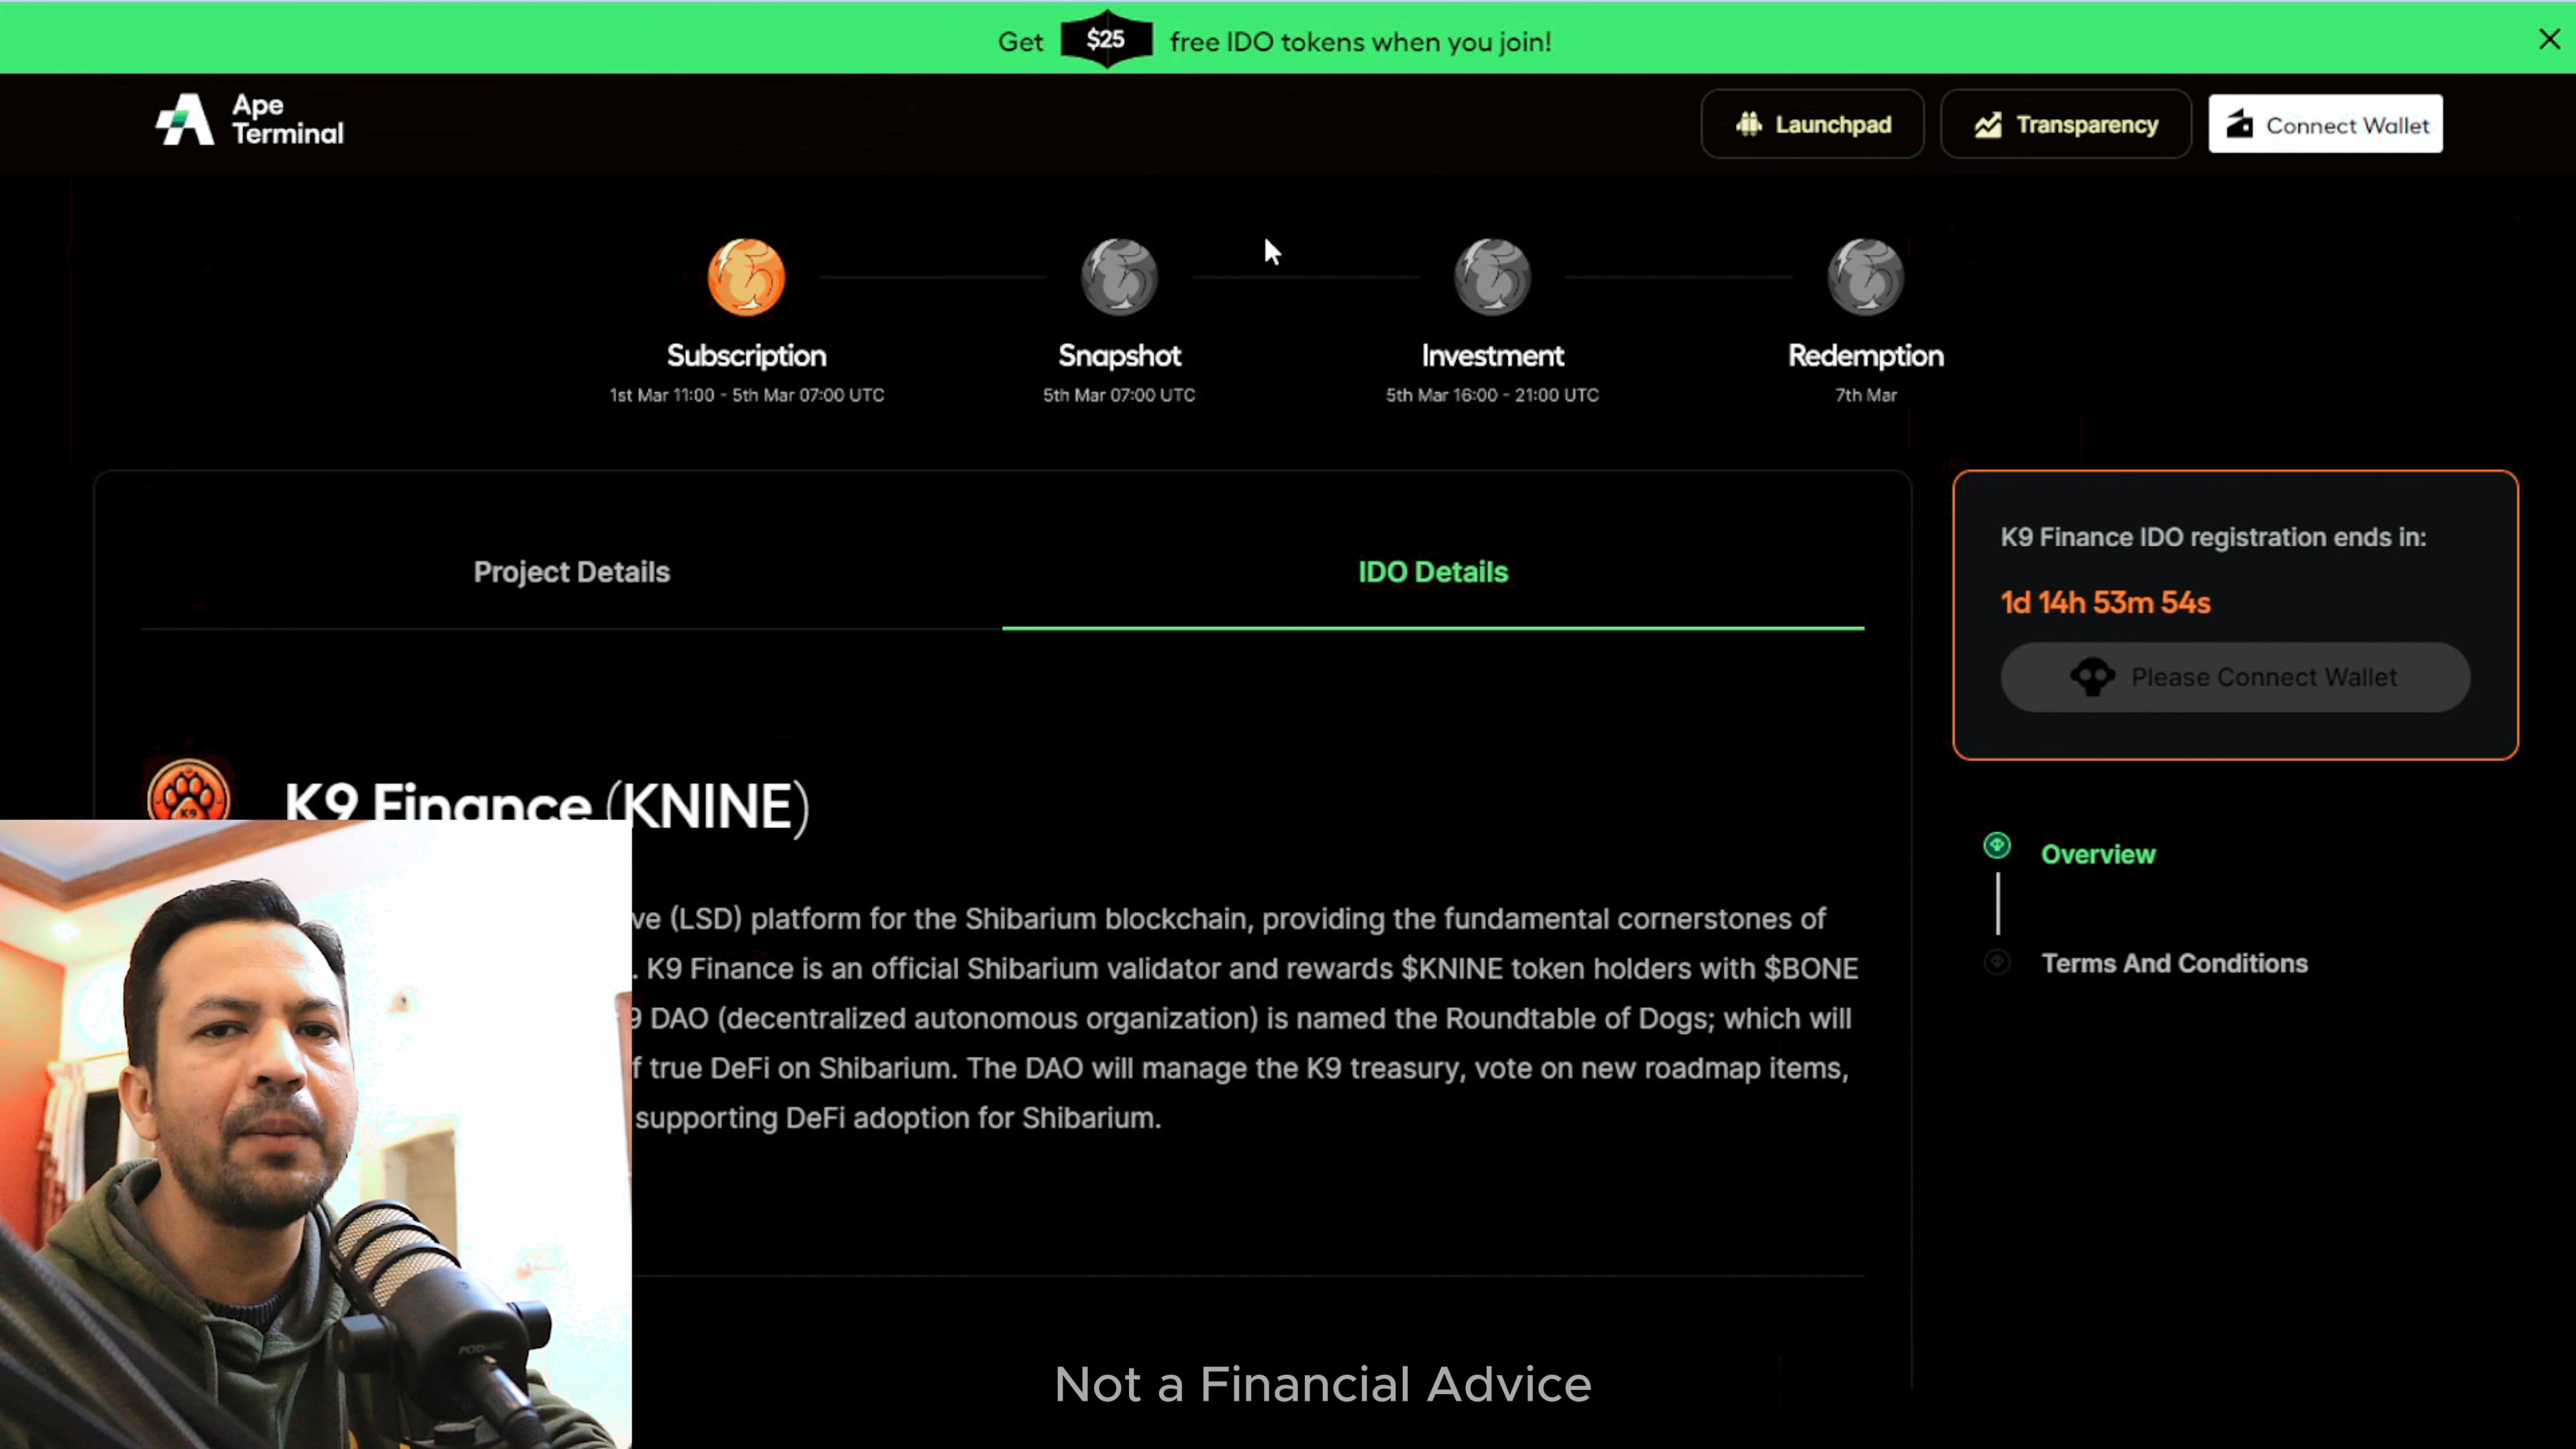 Get $25 free IDO tokens when you join!
Ape
Terminal
Launchpad
Transparency
Connect Wallet
Subscription
1st Mar 11:00 - 5th Mar 07:00 UTC
Snapshot
5th Mar 07:00 UTC
Investment
5th Mar 16:00 - 21:00 UTC
Redemption
7th Mar
Project Details
IDO Details
K9 Finance IDO registration ends in:
1d 14h 53m 54s
Please Connect Wallet
K9
K9 Finance (KNINE)
ve (LSD) platform for the Shibarium blockchain, providing the fundamental cornerstones of
. K9 Finance is an official Shibarium validator and rewards $KNINE token holders with $BONE
9 DAO (decentralized autonomous organization) is named the Roundtable of Dogs; which will
f true DeFi on Shibarium. The DAO will manage the K9 treasury, vote on new roadmap items,
supporting DeFi adoption for Shibarium.
Overview
Terms And Conditions
Not a Financial Advice